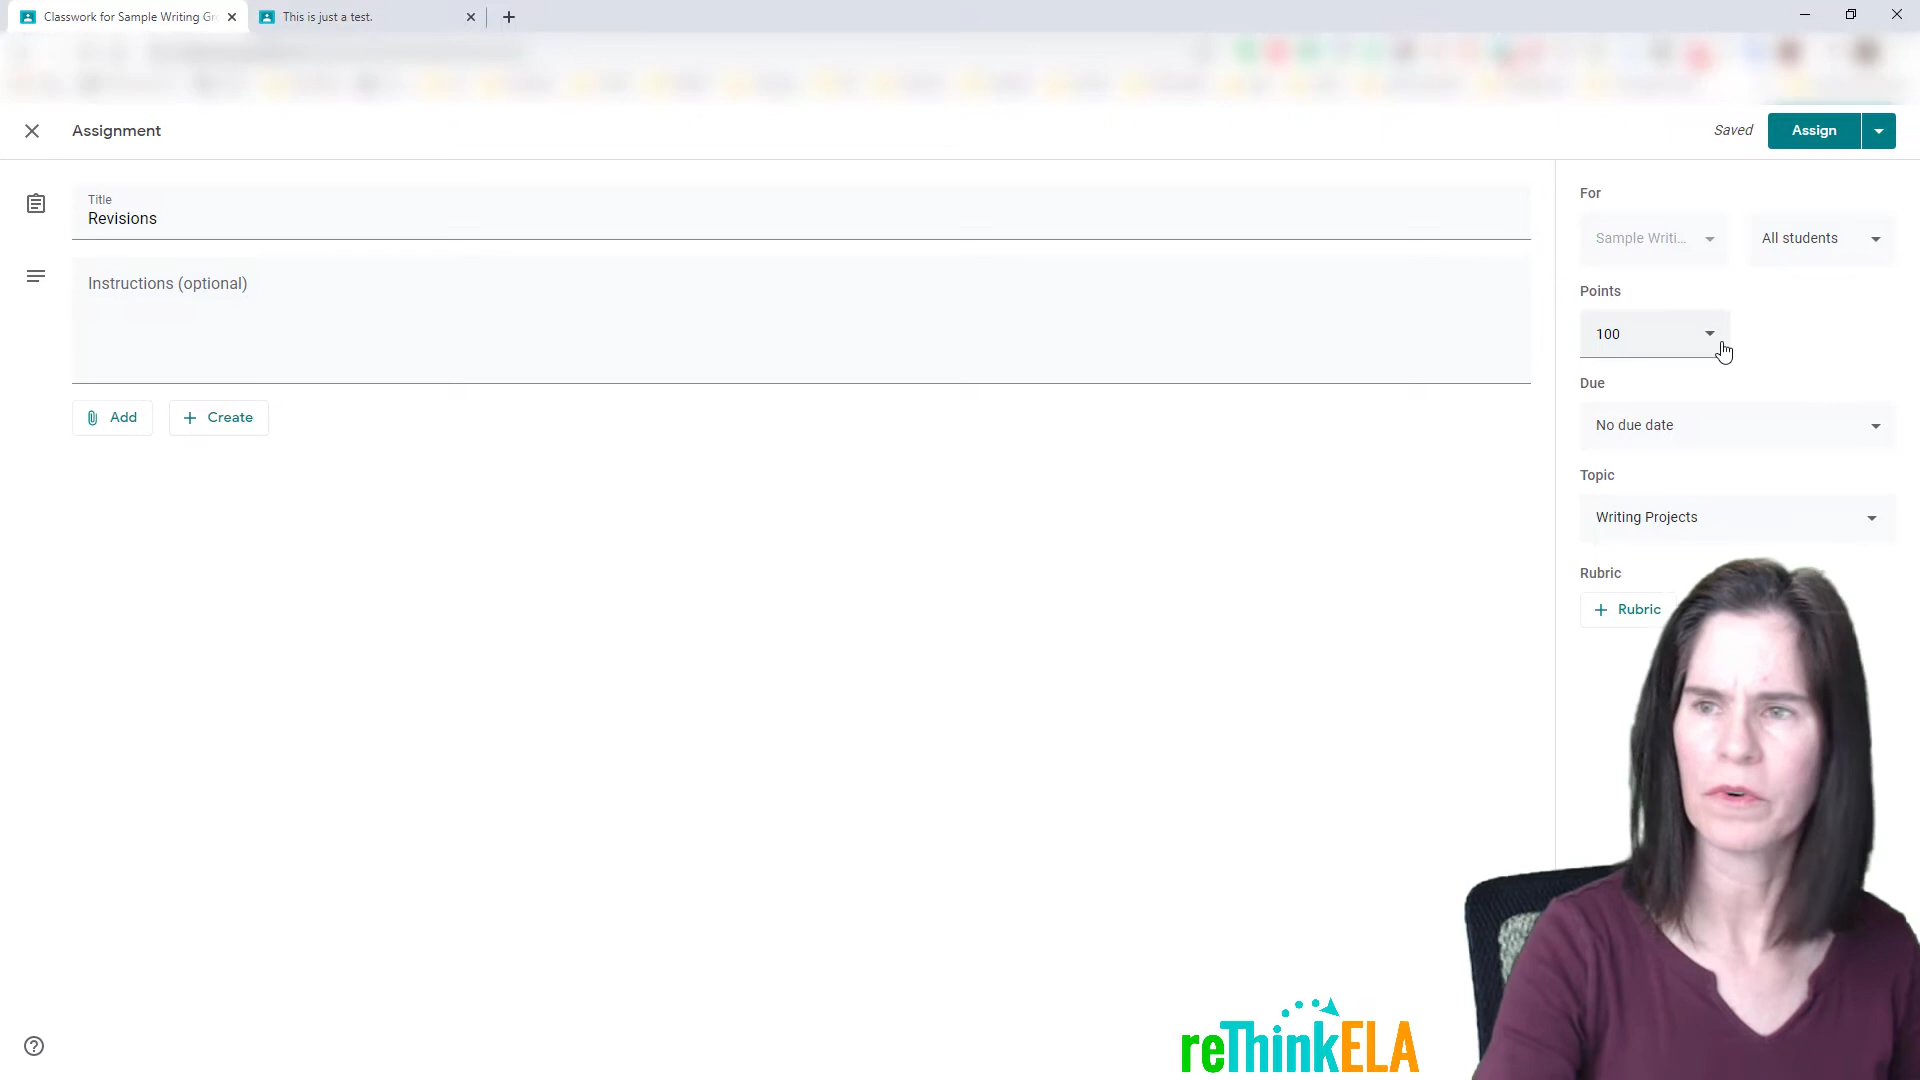 Classwork for Sample Writing Gr
This is just a test.
Assignment
Saved
Assign
Title
Revisions
Instructions (optional)
Add
Create
For
Sample Writi...
All students
Points
100
Due
No due date
Topic
Writing Projects
Rubric
Rubric
reThinkELA